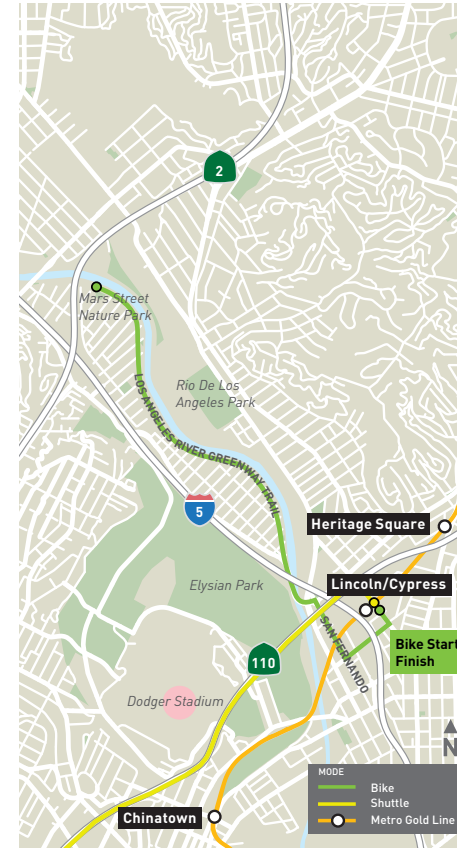 2
Mars Street
Nature Park
Rio De Los
Angeles Park
LOS ANGELES RIVER GREENWAY TRAIL
5
Heritage Square
Lincoln/Cypress
Elysian Park
SAN FERNANDO
Bike Start
Finish
110
Dodger Stadium
N
MODE
Bike
Shuttle
Metro Gold Line
Chinatown